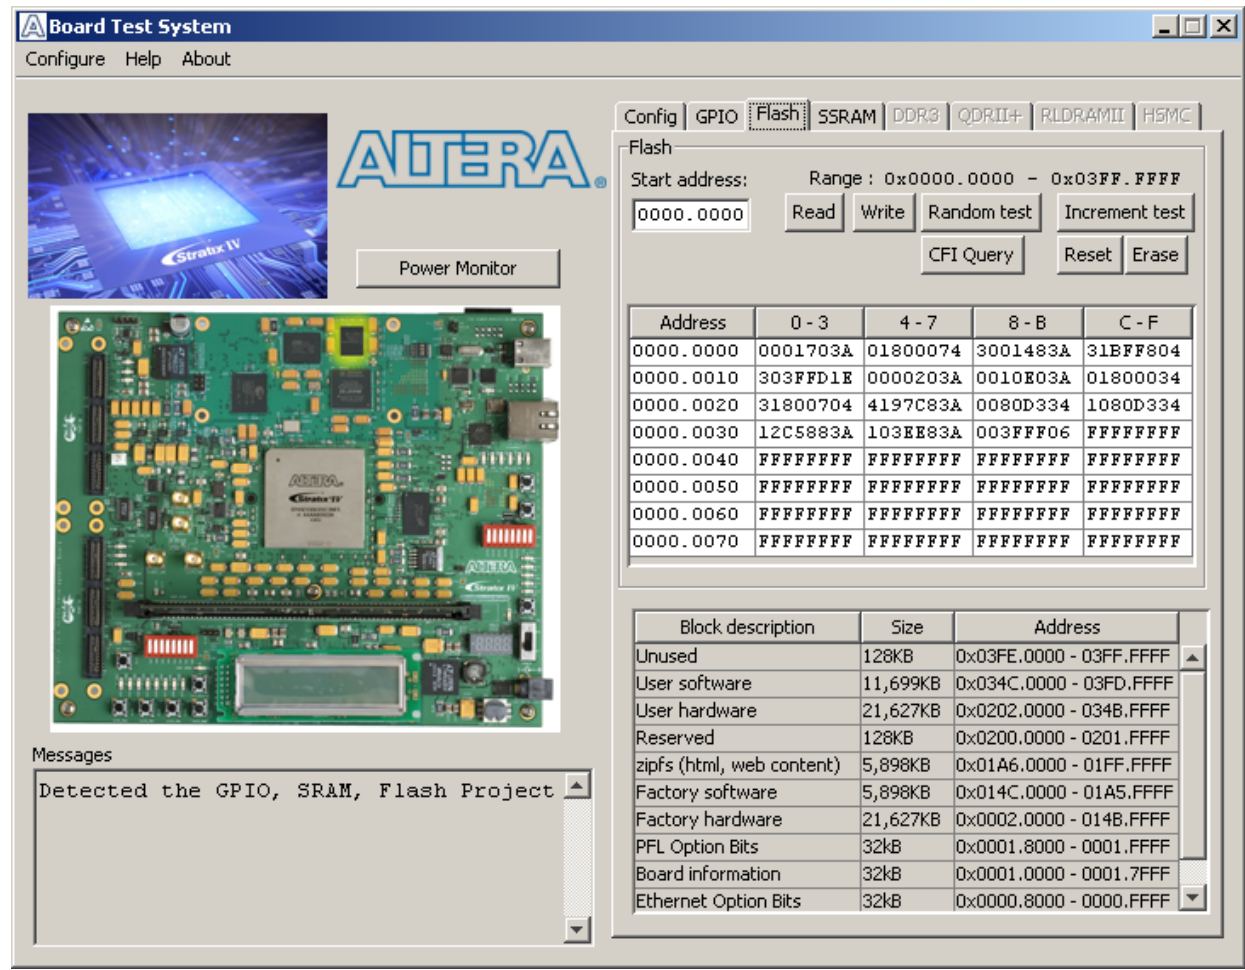 Board Test System
Configure Help About
ALTERA®
Stratix IV
Power Monitor
ALTERA
Stratix IV
ALTERA
Stratix IV
Messages
Detected the GPIO, SRAM, Flash Project
Config GPIO Flash SSRAM DDR3 QDRII+ RLDRAMII HSMC
Flash
Start address: Range : 0x0000.0000 - 0x03FF.FFFF
0000.0000 Read Write Random test Increment test
CFI Query Reset Erase
Address 0 - 3 4 - 7 8 - B C - F
0000.0000 0001703A 01800074 3001483A 31BFF804
0000.0010 303FFD1E 0000203A 0010E03A 01800034
0000.0020 31800704 4197C83A 0080D334 1080D334
0000.0030 12C5883A 103EE83A 003FFF06 FFFFFFFF
0000.0040 FFFFFFFF FFFFFFFF FFFFFFFF FFFFFFFF
0000.0050 FFFFFFFF FFFFFFFF FFFFFFFF FFFFFFFF
0000.0060 FFFFFFFF FFFFFFFF FFFFFFFF FFFFFFFF
0000.0070 FFFFFFFF FFFFFFFF FFFFFFFF FFFFFFFF
Block description Size Address
Unused 128KB 0x03FE.0000 - 03FF.FFFF
User software 11,699KB 0x034C.0000 - 03FD.FFFF
User hardware 21,627KB 0x0202.0000 - 034B.FFFF
Reserved 128KB 0x0200.0000 - 0201.FFFF
zipfs (html, web content) 5,898KB 0x01A6.0000 - 01FF.FFFF
Factory software 5,898KB 0x014C.0000 - 01A5.FFFF
Factory hardware 21,627KB 0x0002.0000 - 014B.FFFF
PFL Option Bits 32kB 0x0001.8000 - 0001.FFFF
Board information 32kB 0x0001.0000 - 0001.7FFF
Ethernet Option Bits 32kB 0x0000.8000 - 0000.FFFF